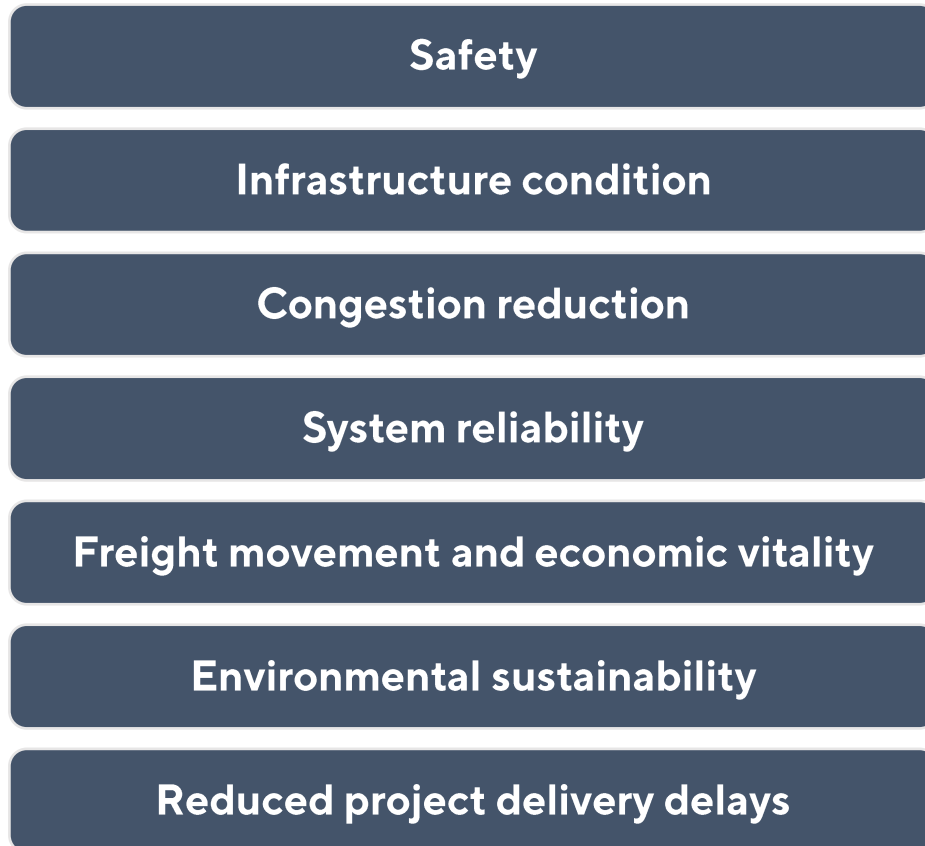 Safety
Infrastructure condition
Congestion reduction
System reliability
Freight movement and economic vitality
Environmental sustainability
Reduced project delivery delays